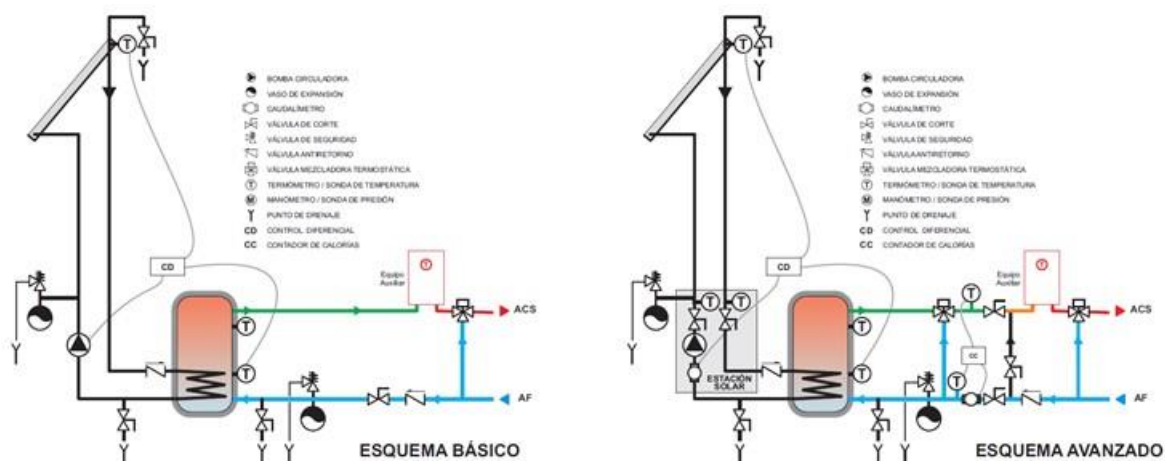 T
BOMBA CIRCULADORA
VASO DE EXPANSIÓN
CAUDALÍMETRO
VÁLVULA DE CORTE
VÁLVULA DE SEGURIDAD
VÁLVULA ANTIRETORNO
VÁLVULA MEZCLADORA TERMOSTÁTICA
T TERMÓMETRO / SONDA DE TEMPERATURA
M MANÓMETRO / SONDA DE PRESIÓN
PUNTO DE DRENAJE
CD CONTROL DIFERENCIAL
CC CONTADOR DE CALORÍAS
CD
Equipo
Auxiliar
T
ACS
T
T
AF
ESQUEMA BÁSICO
T
BOMBA CIRCULADORA
VASO DE EXPANSIÓN
CAUDALÍMETRO
VÁLVULA DE CORTE
VÁLVULA DE SEGURIDAD
VÁLVULA ANTIRETORNO
VÁLVULA MEZCLADORA TERMOSTÁTICA
T TERMÓMETRO / SONDA DE TEMPERATURA
M MANÓMETRO / SONDA DE PRESIÓN
PUNTO DE DRENAJE
CD CONTROL DIFERENCIAL
CC CONTADOR DE CALORÍAS
CD
Equipo
Auxiliar
T
T
T
T
ACS
T
CC
T
T
ESTACIÓN
SOLAR
AF
ESQUEMA AVANZADO